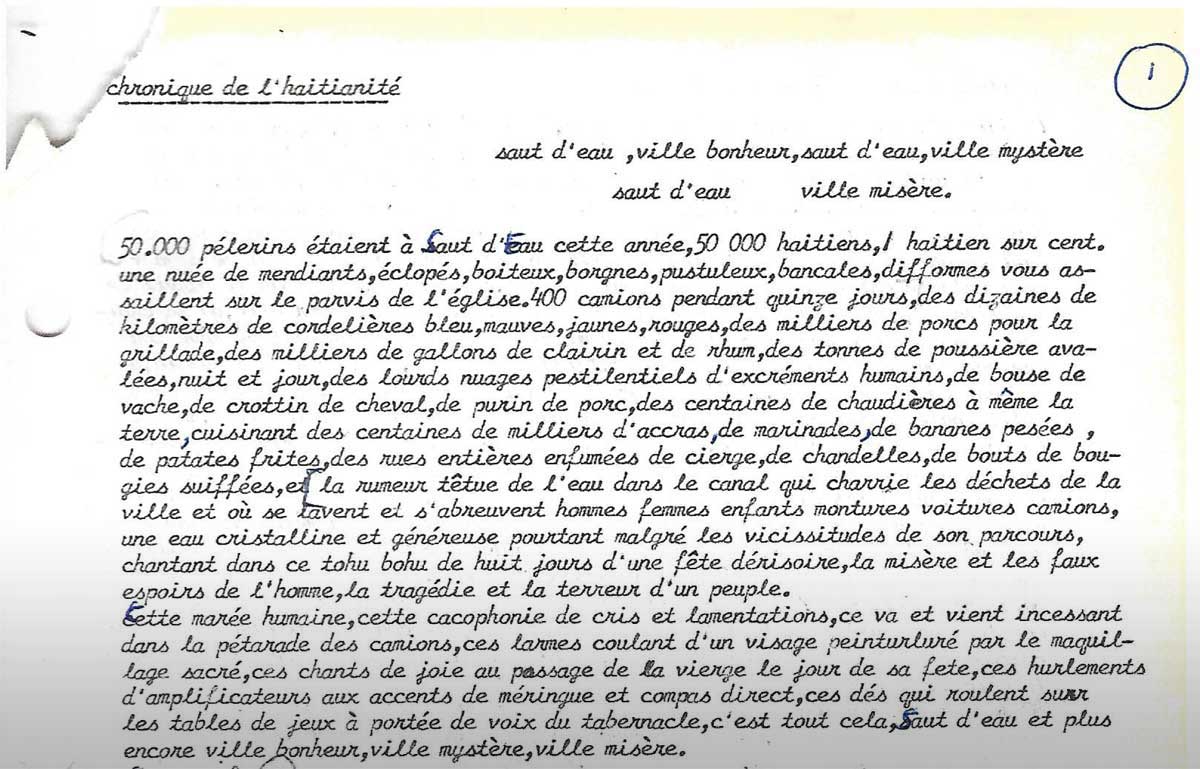 1
chronique de l'haitianité
saut d'eau ,ville bonheur,saut d'eau,ville mystère
saut d'eau ville misère.
50.000 pélerins étaient à Saut d'Eau cette année,50 000 haitiens,1 haitien sur cent.
une nuée de mendiants,éclopés,boiteux,borgnes,pustuleux,bancales,difformes vous as-
saillent sur le parvis de l'église.400 camions pendant quinze jours,des dizaines de
kilomètres de cordelières bleu,mauves,jaunes,rouges,des milliers de porcs pour la
grillade,des milliers de gallons de clairin et de rhum,des tonnes de poussière ava-
lées,nuit et jour,des lourds nuages pestilentiels d'excréments humains,de bouse de
vache,de crottin de cheval,de purin de porc,des centaines de chaudières à même la
terre,cuisinant des centaines de milliers d'accras,de marinades,de bananes pesées ,
de patates frites,des rues entières enfumées de cierge,de chandelles,de bouts de bou-
gies suiffées,et [la rumeur têtue de l'eau dans le canal qui charrie les déchets de la
ville et où se lavent et s'abreuvent hommes femmes enfants montures voitures camions,
une eau cristalline et généreuse pourtant malgré les vicissitudes de son parcours,
chantant dans ce tohu bohu de huit jours d'une fête dérisoire,la misère et les faux
espoirs de l'homme,la tragédie et la terreur d'un peuple.
Cette marée humaine,cette cacophonie de cris et lamentations,ce va et vient incessant
dans la pétarade des camions,ces larmes coulant d'un visage peinturluré par le maquil-
lage sacré,ces chants de joie au passage de la vierge le jour de sa fete,ces hurlements
d'amplificateurs aux accents de méringue et compas direct,ces dés qui roulent sur
les tables de jeux à portée de voix du tabernacle,c'est tout cela,Saut d'eau et plus
encore ville bonheur,ville mystère,ville misère.